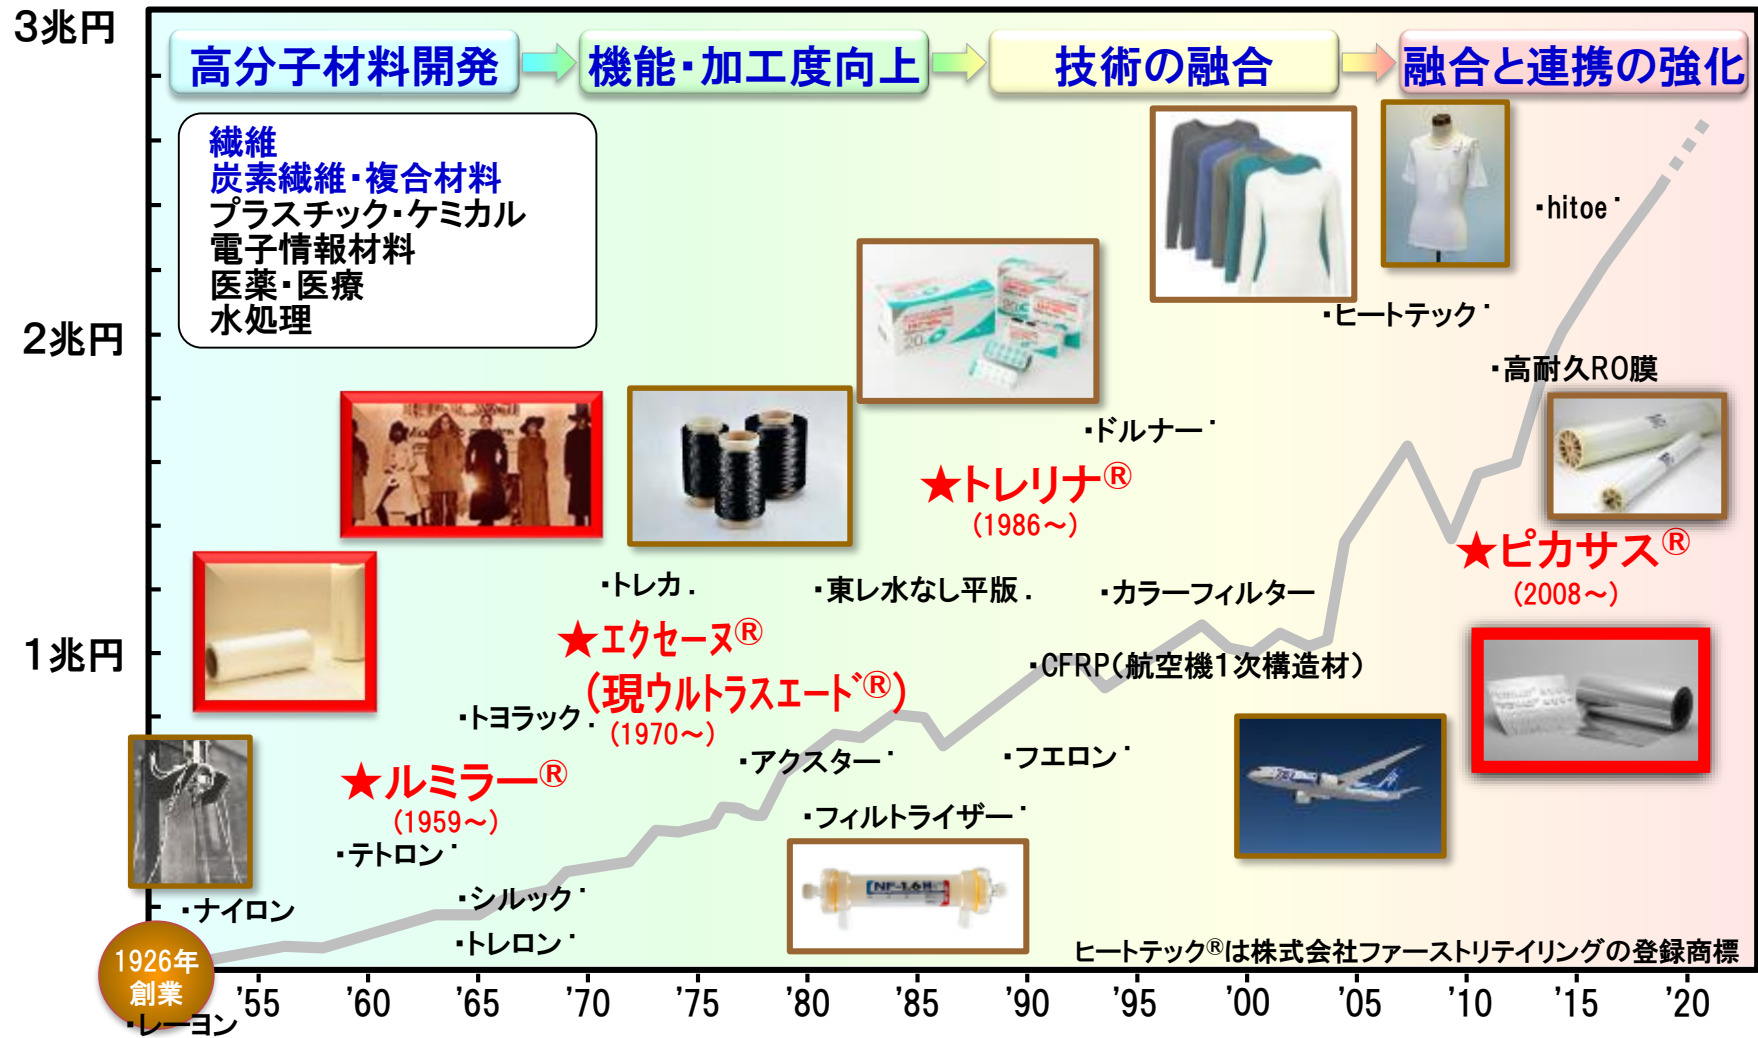 3兆円
2兆円
1兆円
高分子材料開発
機能・加工度向上
技術の融合
融合と連携の強化
繊維
炭素繊維・複合材料
プラスチック・ケミカル
電子情報材料
医薬・医療
水処理
・hitoe
・ヒートテック
・高耐久RO膜
・ドルナー
★トレリナ®
(1986～)
★ピカサス®
(2008～)
・トレカ
・東レ水なし平版
・カラーフィルター
★エクセーヌ®
(現ウルトラスエード®)
(1970～)
・CFRP(航空機1次構造材)
・トヨラック
・アクスター
・フエロン
★ルミラー®
(1959～)
・フィルトライザー
NF-1.6H
・テトロン
・シルック
・トレロン
・ナイロン
1926年
創業
・レーヨン
ヒートテック®は株式会社ファーストリテイリングの登録商標
'55 '60 '65 '70 '75 '80 '85 '90 '95 '00 '05 '10 '15 '20